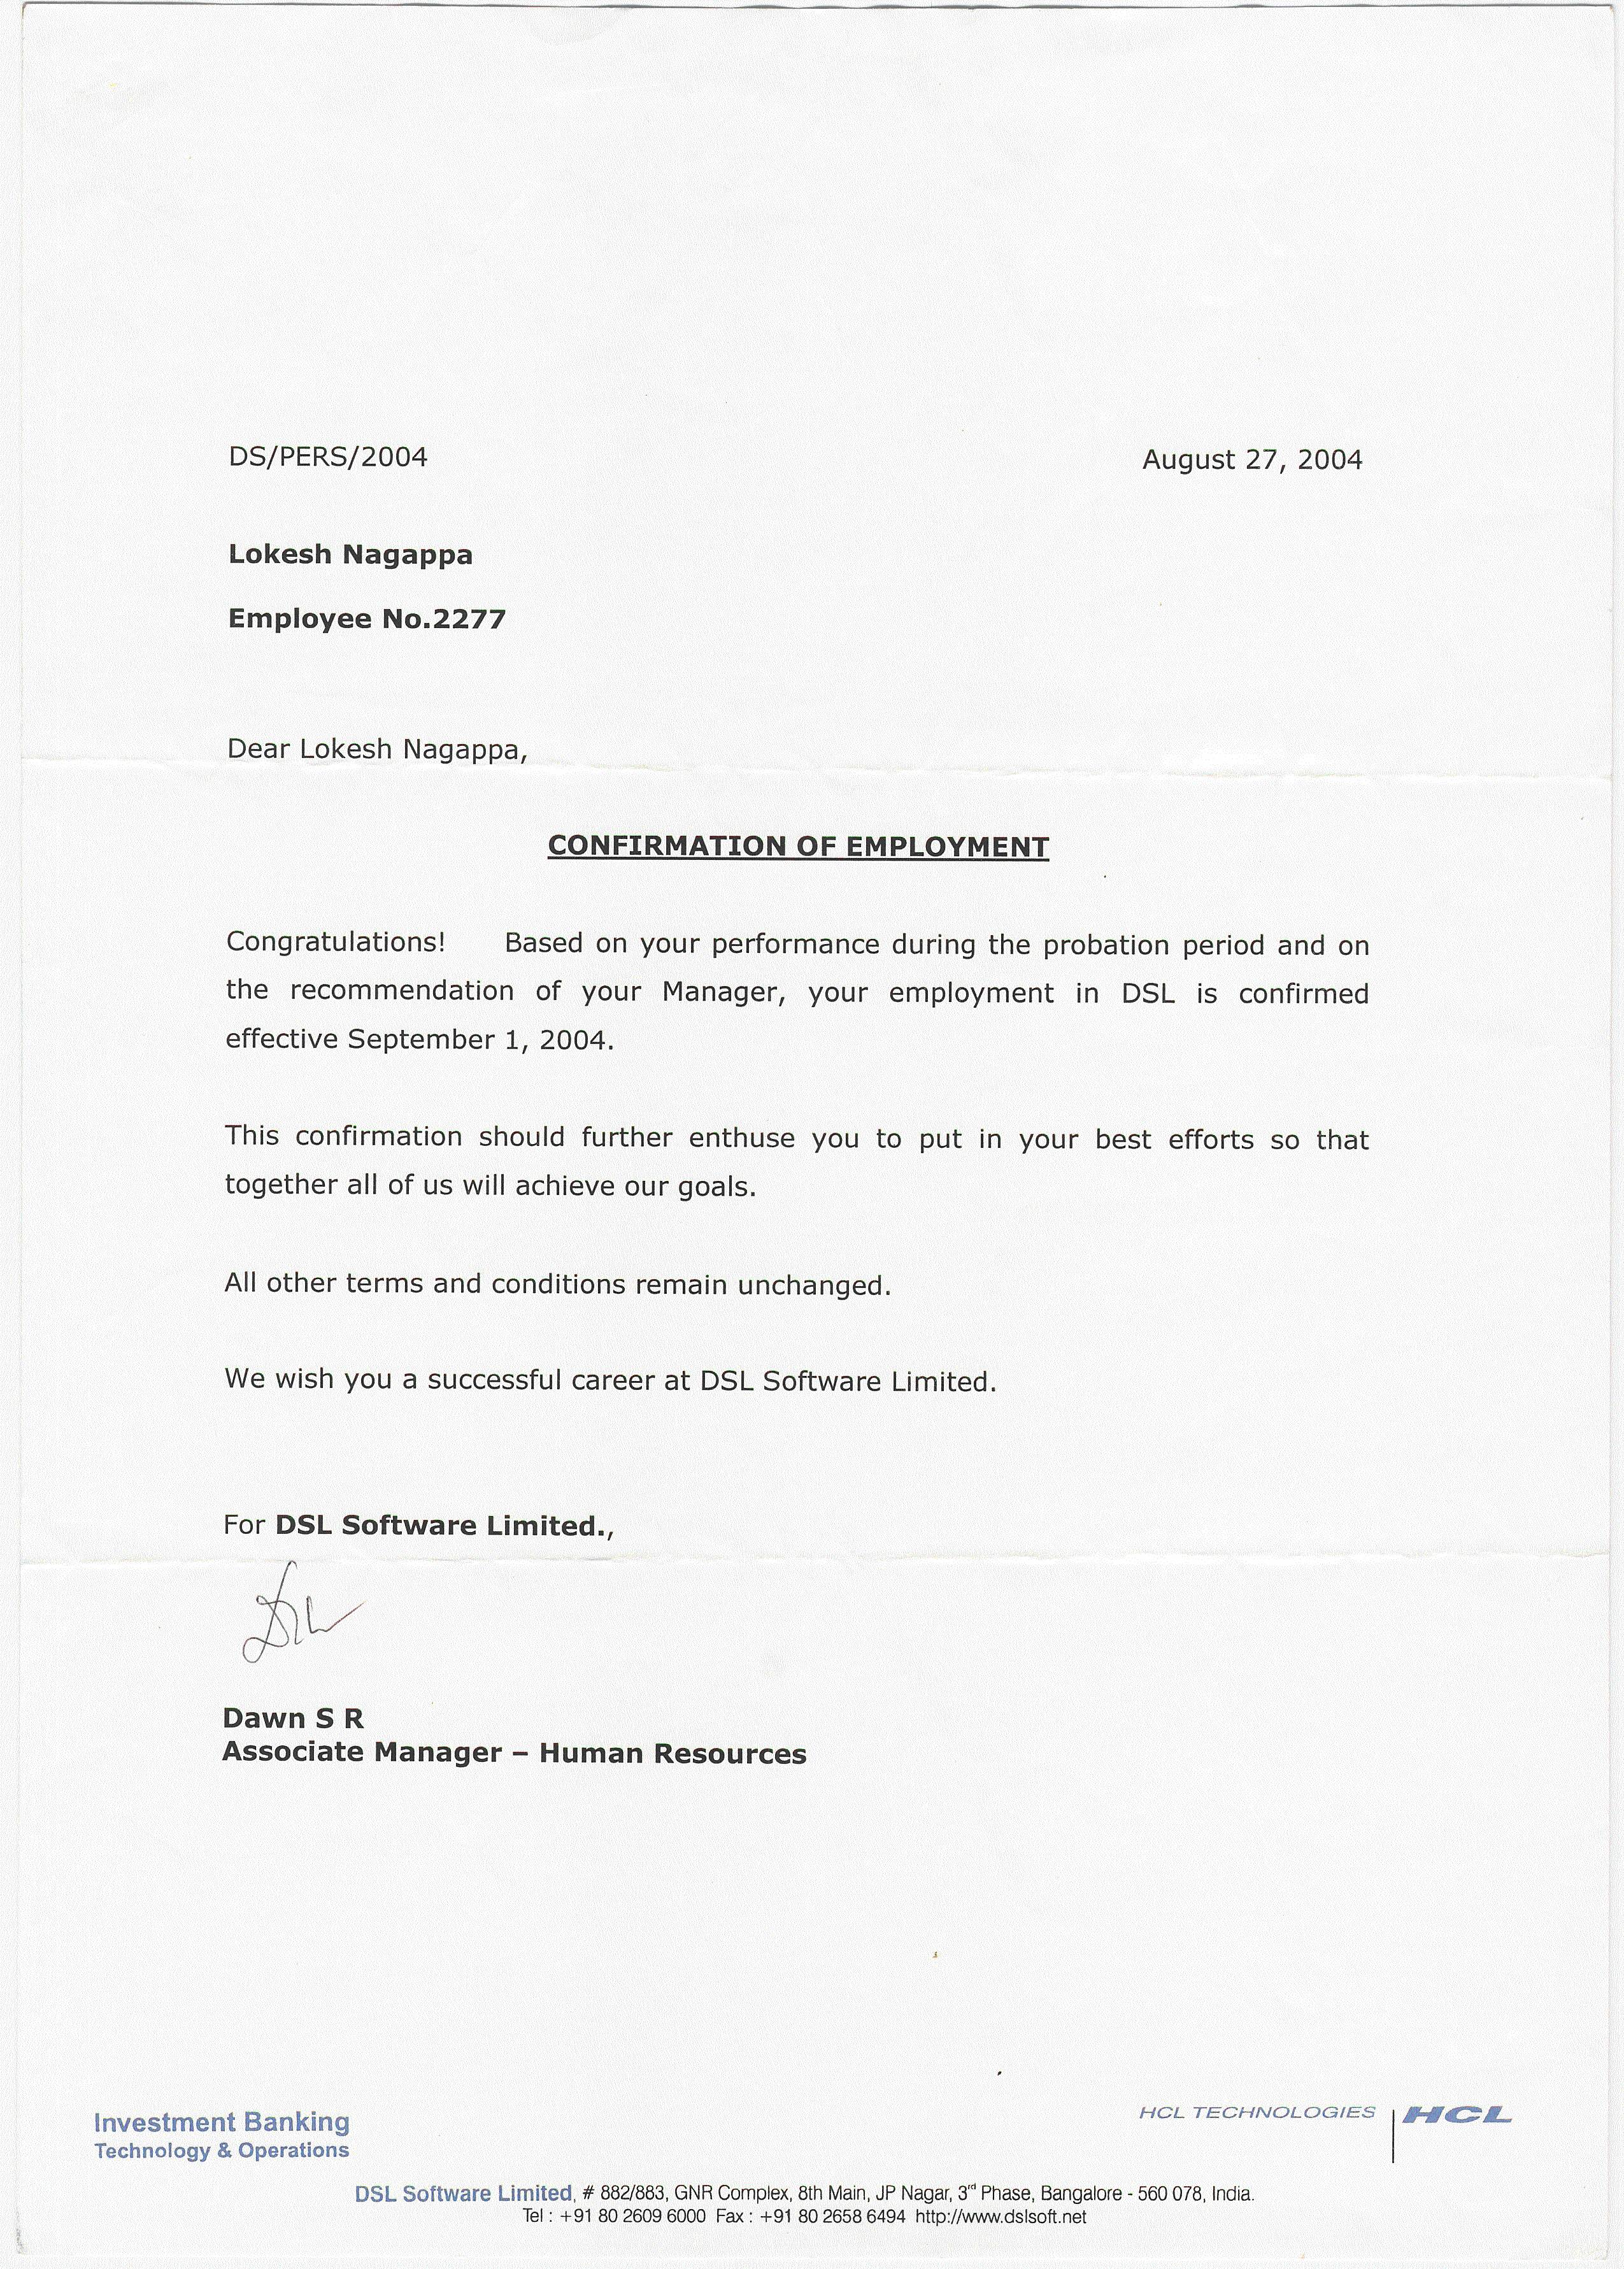 DS/PERS/2004 August 27, 2004
Lokesh Nagappa
Employee No.2277
Dear Lokesh Nagappa,
CONFIRMATION OF EMPLOYMENT
Congratulations! Based on your performance during the probation period and on
the recommendation of your Manager, your employment in DSL is confirmed
effective September 1, 2004.
This confirmation should further enthuse you to put in your best efforts so that
together all of us will achieve our goals.
All other terms and conditions remain unchanged.
We wish you a successful career at DSL Software Limited.
For DSL Software Limited.,
Dawn S R
Associate Manager – Human Resources
Investment Banking
Technology & Operations
HCL TECHNOLOGIES HCL
DSL Software Limited, # 882/883, GNR Complex, 8th Main, JP Nagar, 3rd Phase, Bangalore - 560 078, India.
Tel : +91 80 2609 6000 Fax : +91 80 2658 6494 http://www.dslsoft.net